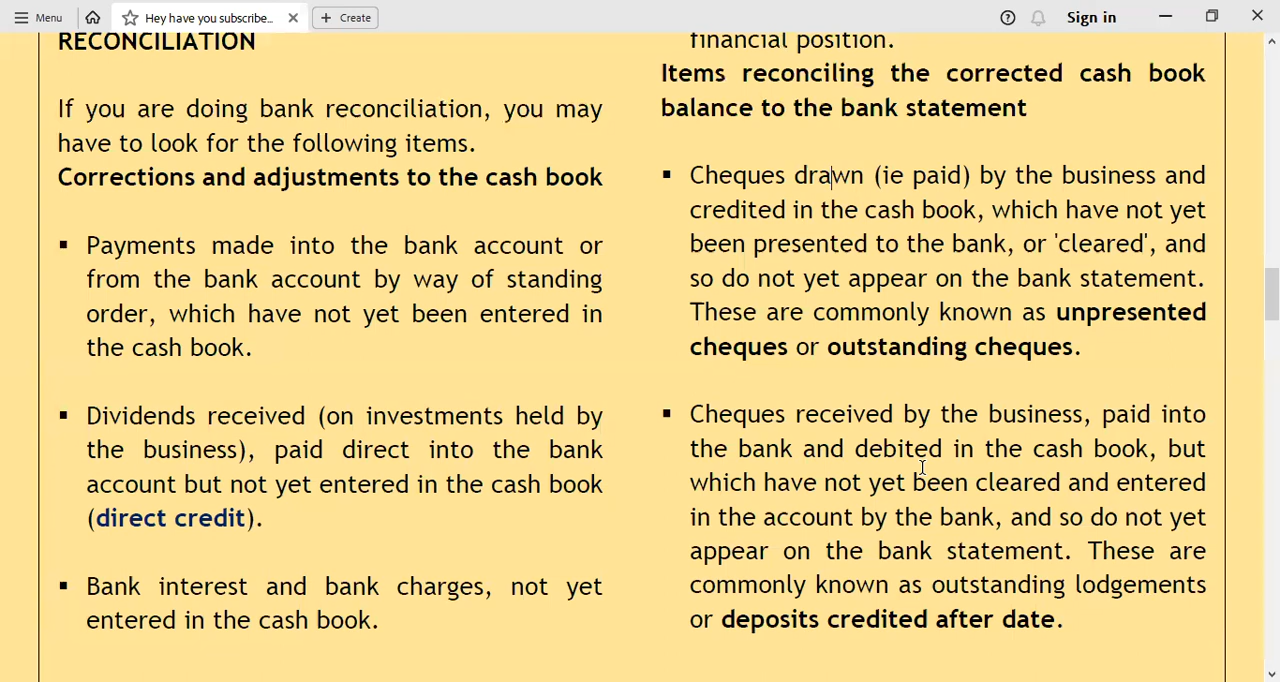 Menu
Hey have you subscribe...
Create
Sign in
RECONCILIATION
If you are doing bank reconciliation, you may
have to look for the following items.
Corrections and adjustments to the cash book
▪ Payments made into the bank account or
from the bank account by way of standing
order, which have not yet been entered in
the cash book.
▪ Dividends received (on investments held by
the business), paid direct into the bank
account but not yet entered in the cash book
(direct credit).
▪ Bank interest and bank charges, not yet
entered in the cash book.
financial position.
Items reconciling the corrected cash book
balance to the bank statement
▪ Cheques drawn (ie paid) by the business and
credited in the cash book, which have not yet
been presented to the bank, or 'cleared', and
so do not yet appear on the bank statement.
These are commonly known as unpresented
cheques or outstanding cheques.
▪ Cheques received by the business, paid into
the bank and debited in the cash book, but
which have not yet been cleared and entered
in the account by the bank, and so do not yet
appear on the bank statement. These are
commonly known as outstanding lodgements
or deposits credited after date.